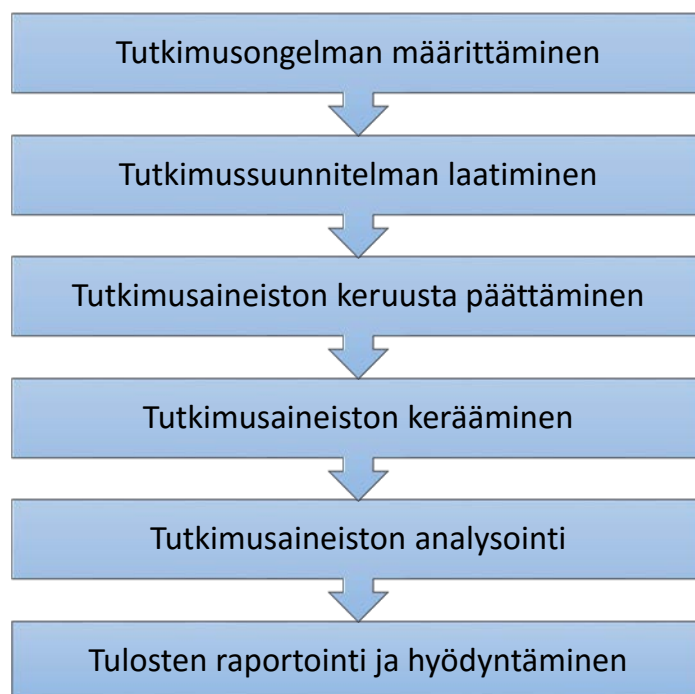 Tutkimusongelman määrittäminen
Tutkimussuunnitelman laatiminen
Tutkimusaineiston keruusta päättäminen
Tutkimusaineiston kerääminen
Tutkimusaineiston analysointi
Tulosten raportointi ja hyödyntäminen